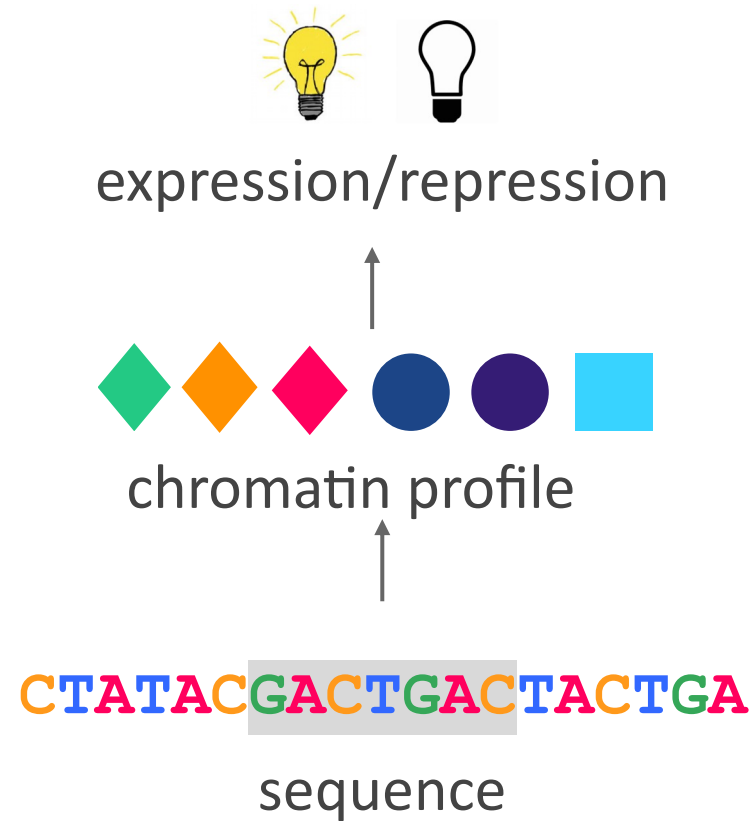 expression/repression
chromatin profile
CTATACGACTGACTACTGA
sequence